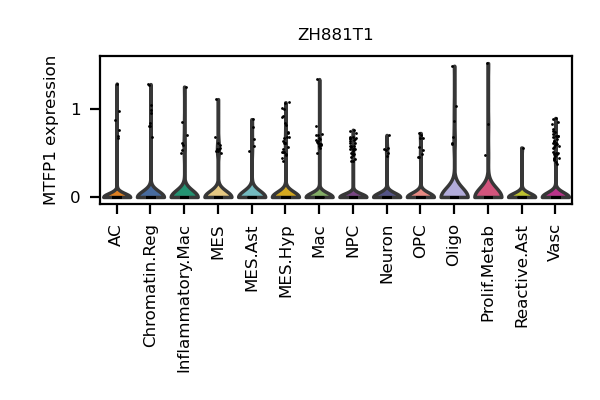 ZH881T1
MTFP1 expression
1
0
AC
Chromatin.Reg
Inflammatory.Mac
MES
MES.Ast
MES.Hyp
Mac
NPC
Neuron
OPC
Oligo
Prolif.Metab
Reactive.Ast
Vasc